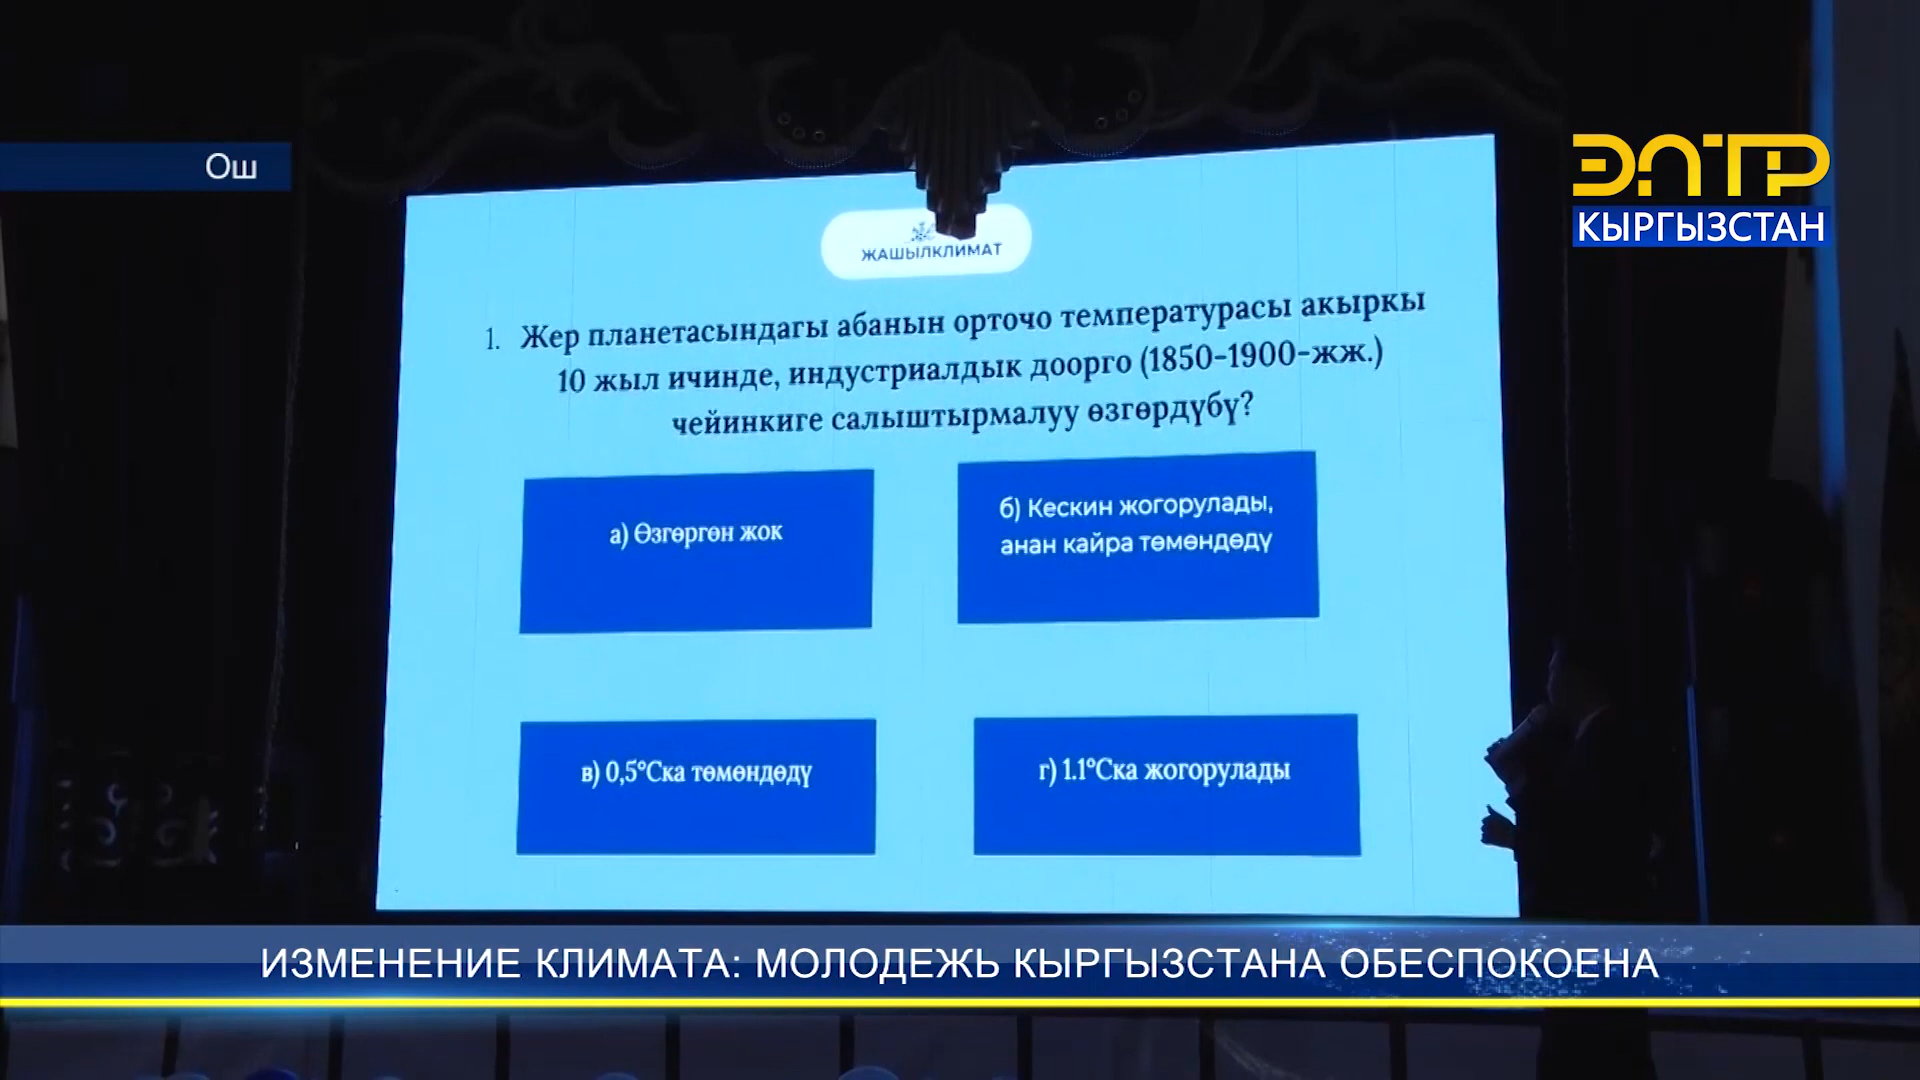 Ош
ЭЛТР
КЫРГЫЗСТАН
ЖАШЫЛКЛИМАТ
1. Жер планетасындагы абанын орточо температурасы акыркы
10 жыл ичинде, индустриалдык доорго (1850-1900-жж.)
чейинкиге салыштырмалуу өзгөрдүбү?
а) Өзгөргөн жок
б) Кескин жогорулады,
анан кайра төмөндөдү
в) 0,5°Cка төмөндөдү
г) 1.1°Cка жогорулады
ИЗМЕНЕНИЕ КЛИМАТА: МОЛОДЕЖЬ КЫРГЫЗСТАНА ОБЕСПОКОЕНА